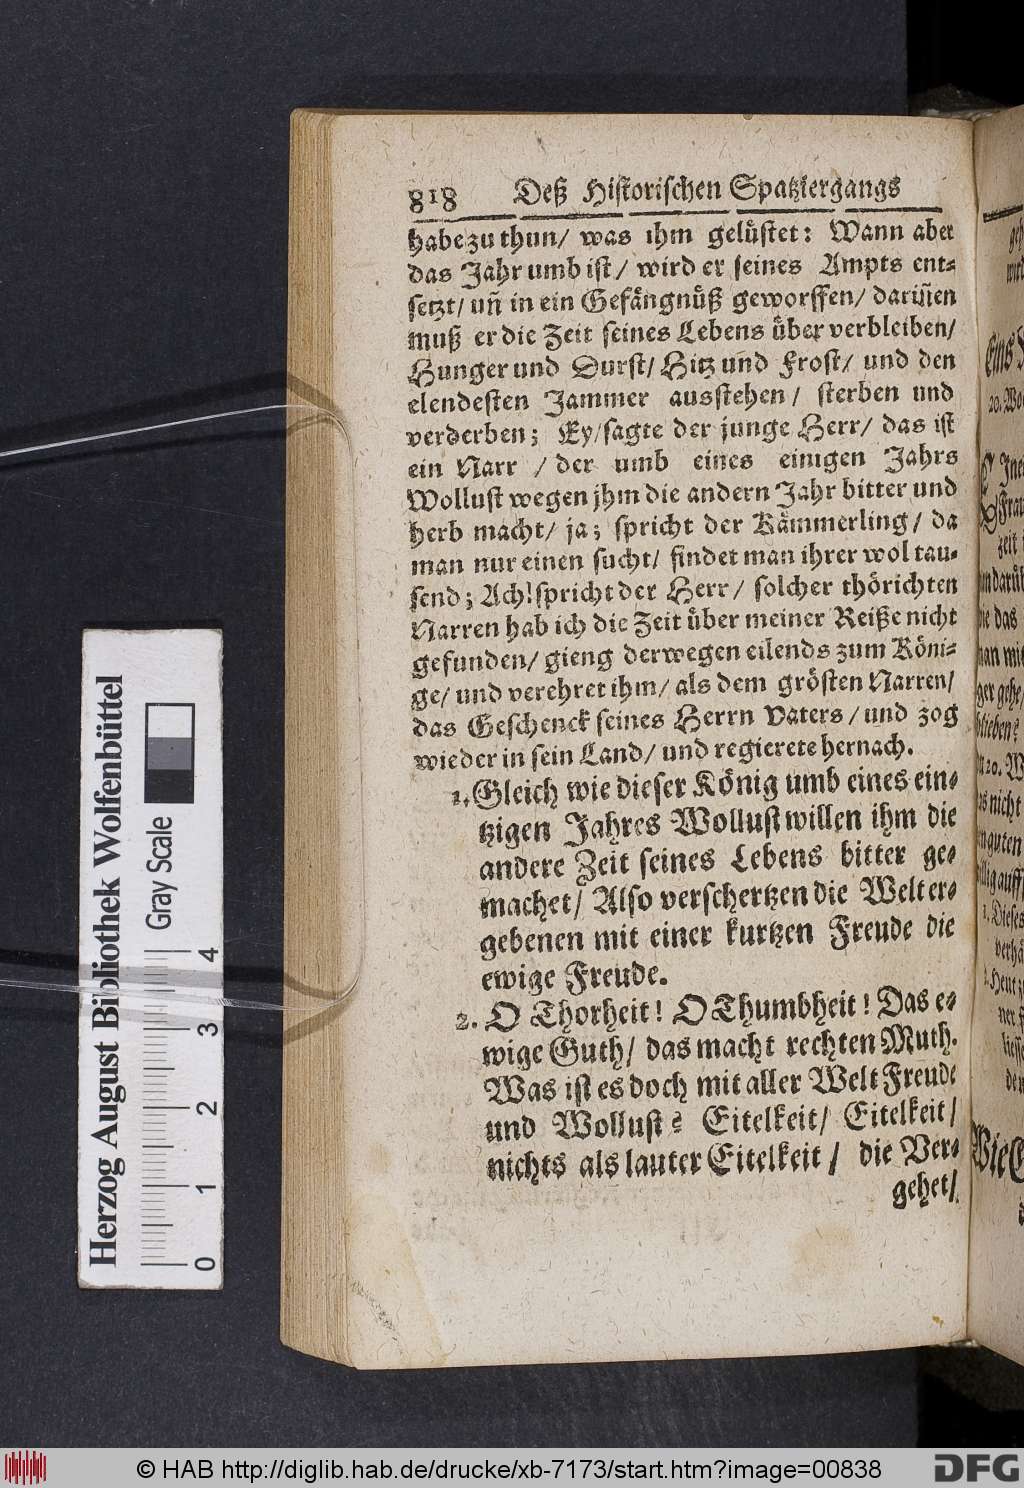 818 Deß Historischen Spatziergangs
habe zu thun/ was ihm gelüstet: Wann aber
das Jahr umb ist/ wird er seines Ampts ent-
setzt/ uñ in ein Gefängnüß geworffen/ dariñen
muß er die Zeit seines Lebens über verbleiben/
Hunger und Durst/ Hitz und Frost/ und den
elendesten Jammer ausstehen/ sterben und
verderben; Ey/ sagte der junge Herr/ das ist
ein Narr / der umb eines einigen Jahrs
Wollust wegen jhm die andern Jahr bitter und
herb macht/ ja; spricht der Kämmerling/ da
man nur einen sucht/ findet man ihrer wol tau-
send; Ach! spricht der Herr/ solcher thörichten
Narren hab ich die Zeit über meiner Reiße nicht
gefunden/ gieng derwegen eilends zum Köni-
ge/ und verehret ihm/ als dem grösten Narren/
das Geschenck seines Herrn Vaters/ und zog
wieder in sein Land/ und regierete hernach.
1. Gleich wie dieser König umb eines ein-
tzigen Jahres Wollust willen ihm die
andere Zeit seines Lebens bitter ge-
machet/ Also verschertzen die Welt er-
gebenen mit einer kurtzen Freude die
ewige Freude.
2. O Thorheit! O Thumbheit! Das e-
wige Guth/ das macht rechten Muth.
Was ist es doch mit aller Welt Freude
und Wollust? Eitelkeit/ Eitelkeit/
nichts als lauter Eitelkeit/ die Ver-
gehet/
Herzog August Bibliothek Wolfenbüttel
Gray Scale
0 1 2 3 4
© HAB http://diglib.hab.de/drucke/xb-7173/start.htm?image=00838
DFG